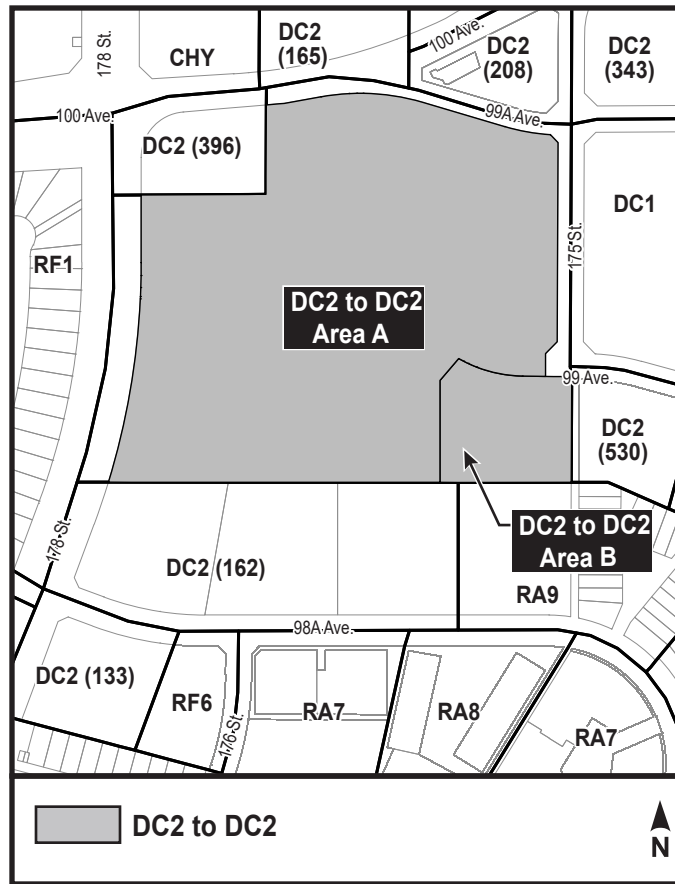 178 St.
CHY
DC2
(165)
100 Ave.
DC2
(208)
DC2
(343)
100 Ave.
99A Ave.
DC2 (396)
DC1
RF1
175 St.
DC2 to DC2
Area A
99 Ave.
DC2
(530)
DC2 to DC2
Area B
178 St.
DC2 (162)
RA9
98A Ave.
DC2 (133)
RF6
176 St.
RA7
RA8
RA7
DC2 to DC2
N